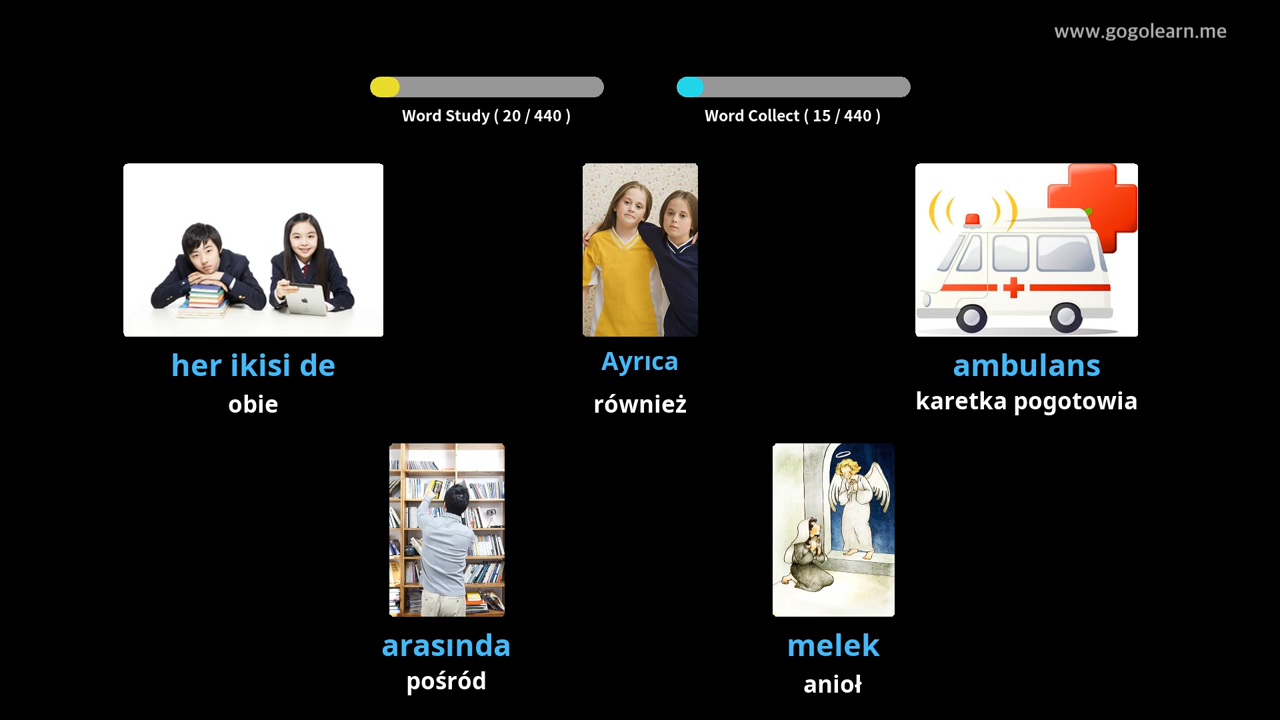 www.gogolearn.me
Word Study ( 20 / 440 )
Word Collect ( 15 / 440 )
her ikisi de
obie
Ayrıca
również
ambulans
karetka pogotowia
arasında
pośród
melek
anioł